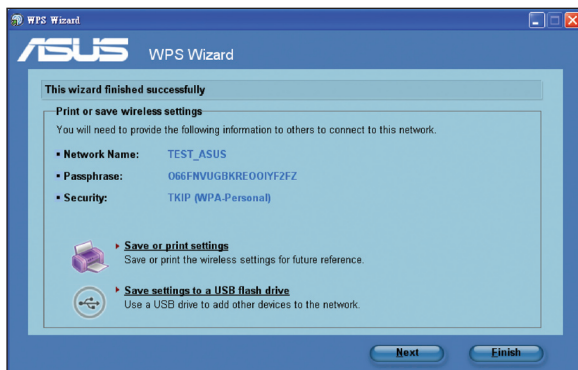 WPS Wizard
ASUS WPS Wizard
This wizard finished successfully
Print or save wireless settings
You will need to provide the following information to others to connect to this network.
▪ Network Name: TEST_ASUS
▪ Passphrase: O66FNVUGBKREOOIYF2FZ
▪ Security: TKIP (WPA-Personal)
Save or print settings
Save or print the wireless settings for future reference.
Save settings to a USB flash drive
Use a USB drive to add other devices to the network.
Next Finish